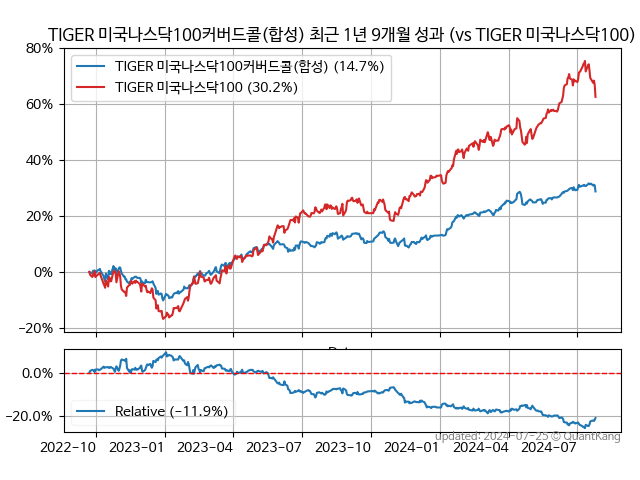 TIGER 미국나스닥100커버드콜(합성) 최근 1년 9개월 성과 (vs TIGER 미국나스닥100)
80%
TIGER 미국나스닥100커버드콜(합성) (14.7%)
TIGER 미국나스닥100 (30.2%)
60%
40%
20%
0%
−20%
0.0%
−20.0%
Relative (−11.9%)
updated: 2024-07-25 © QuantKang
2022−10 2023−01 2023−04 2023−07 2023−10 2024−01 2024−04 2024−07